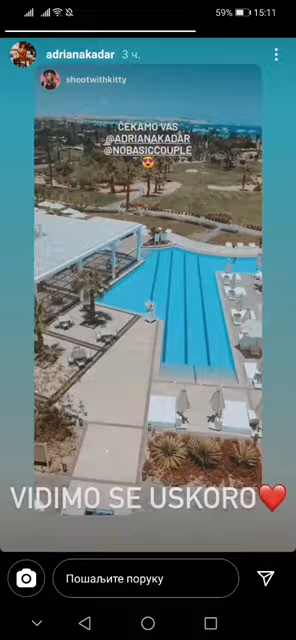 59% 15:11
adrianakadar 3 ч.
shootwithkitty
ČEKAMO VAS
@ADRIANAKADAR
@NOBASICCOUPLE
VIDIMO SE USKORO
Пошаљите поруку